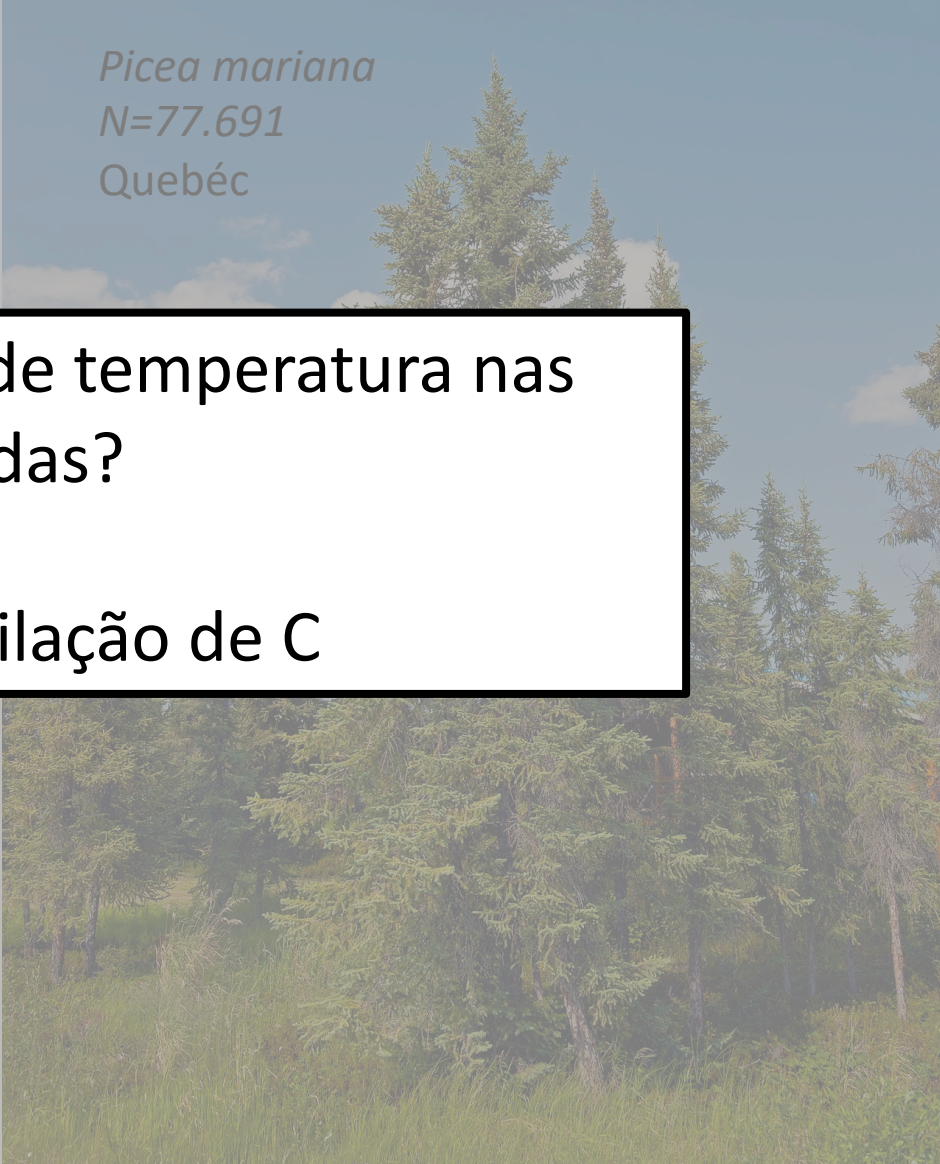 Picea mariana
N=77.691
Quebéc
de temperatura nas
das?
ilação de C